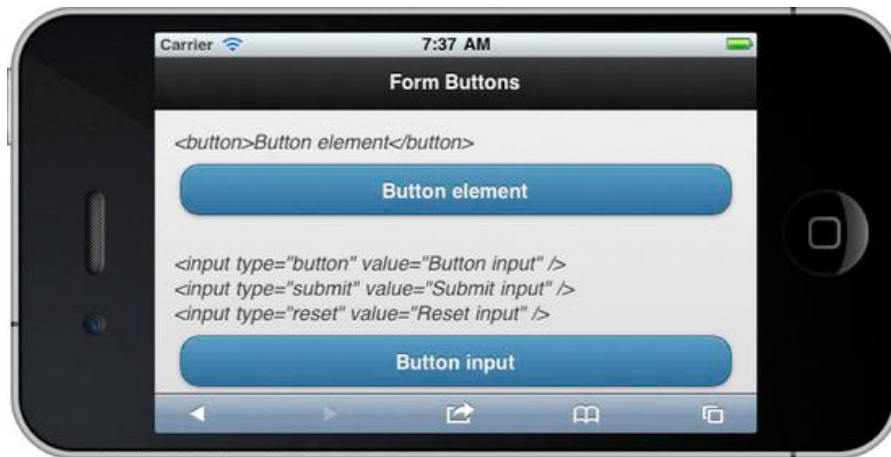 Carrier 7:37 AM
Form Buttons
<button>Button element</button>
Button element
<input type="button" value="Button input" />
<input type="submit" value="Submit input" />
<input type="reset" value="Reset input" />
Button input